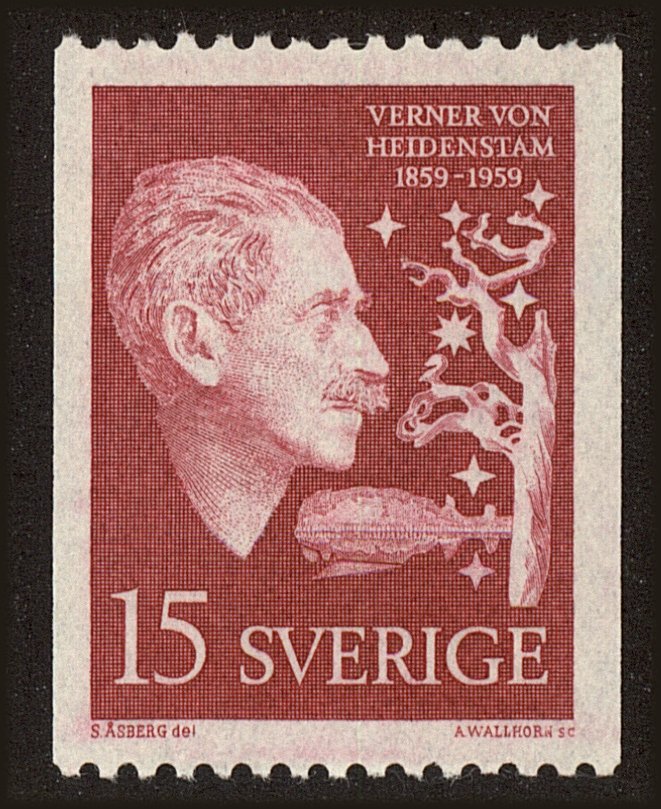 VERNER VON
HEIDENSTAM
1859-1959
15 SVERIGE
S.ÅSBERG del
A.WALLHORN sc